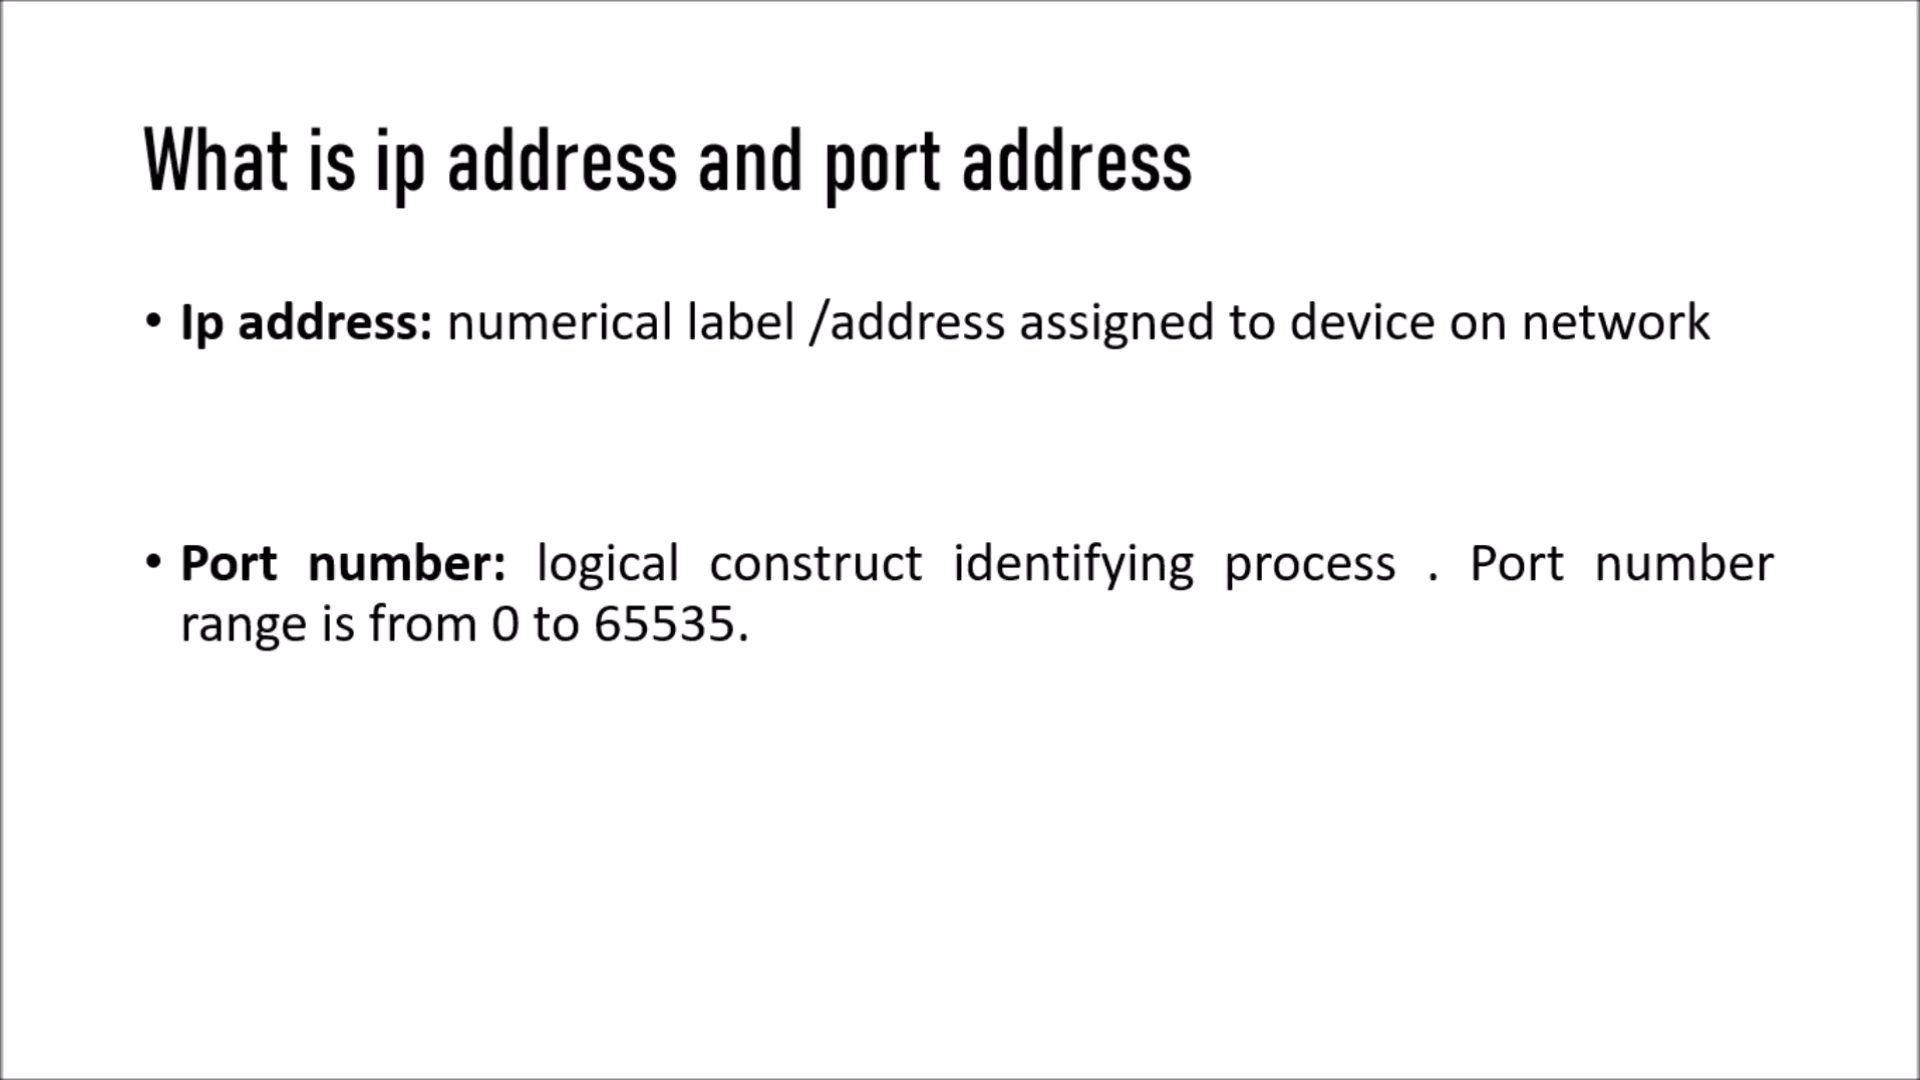 What is ip address and port address
• Ip address: numerical label /address assigned to device on network
• Port number: logical construct identifying process . Port number
range is from 0 to 65535.